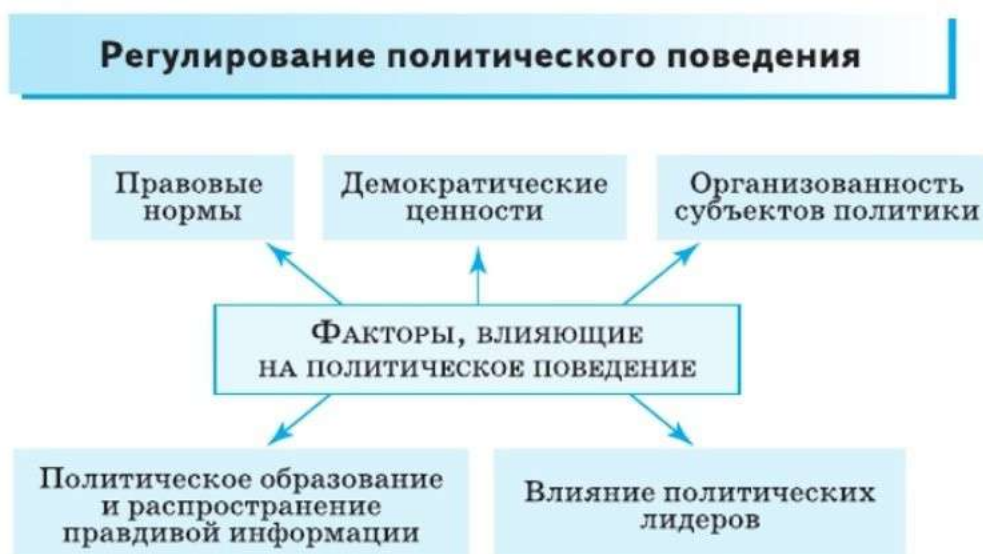 Регулирование политического поведения
Правовые
нормы
Демократические
ценности
Организованность
субъектов политики
Факторы, влияющие
на политическое поведение
Политическое образование
и распространение
правдивой информации
Влияние политических
лидеров